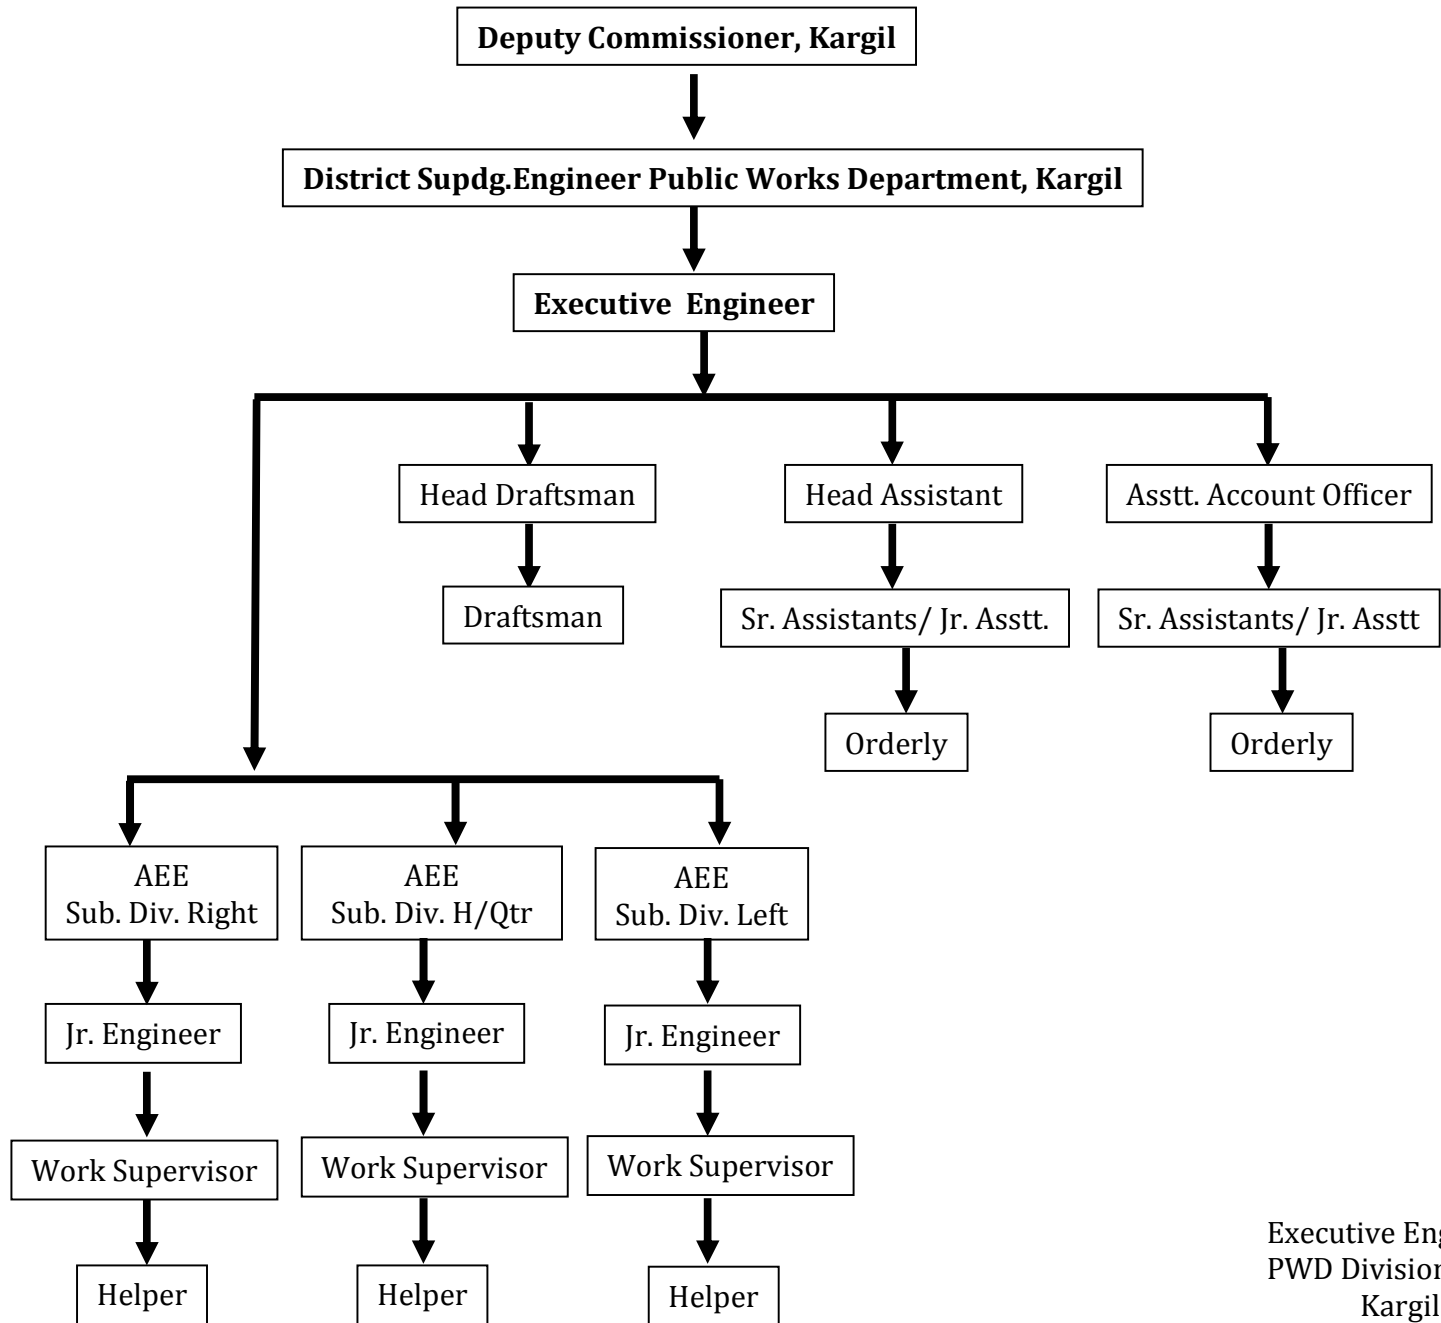 Deputy Commissioner, Kargil
District Supdg.Engineer Public Works Department, Kargil
Executive Engineer
Head Draftsman
Head Assistant
Asstt. Account Officer
Draftsman
Sr. Assistants/ Jr. Asstt.
Sr. Assistants/ Jr. Asstt
Orderly
Orderly
AEE
Sub. Div. Right
AEE
Sub. Div. H/Qtr
AEE
Sub. Div. Left
Jr. Engineer
Jr. Engineer
Jr. Engineer
Work Supervisor
Work Supervisor
Work Supervisor
Helper
Helper
Helper
Executive
PWD Division
Kargil